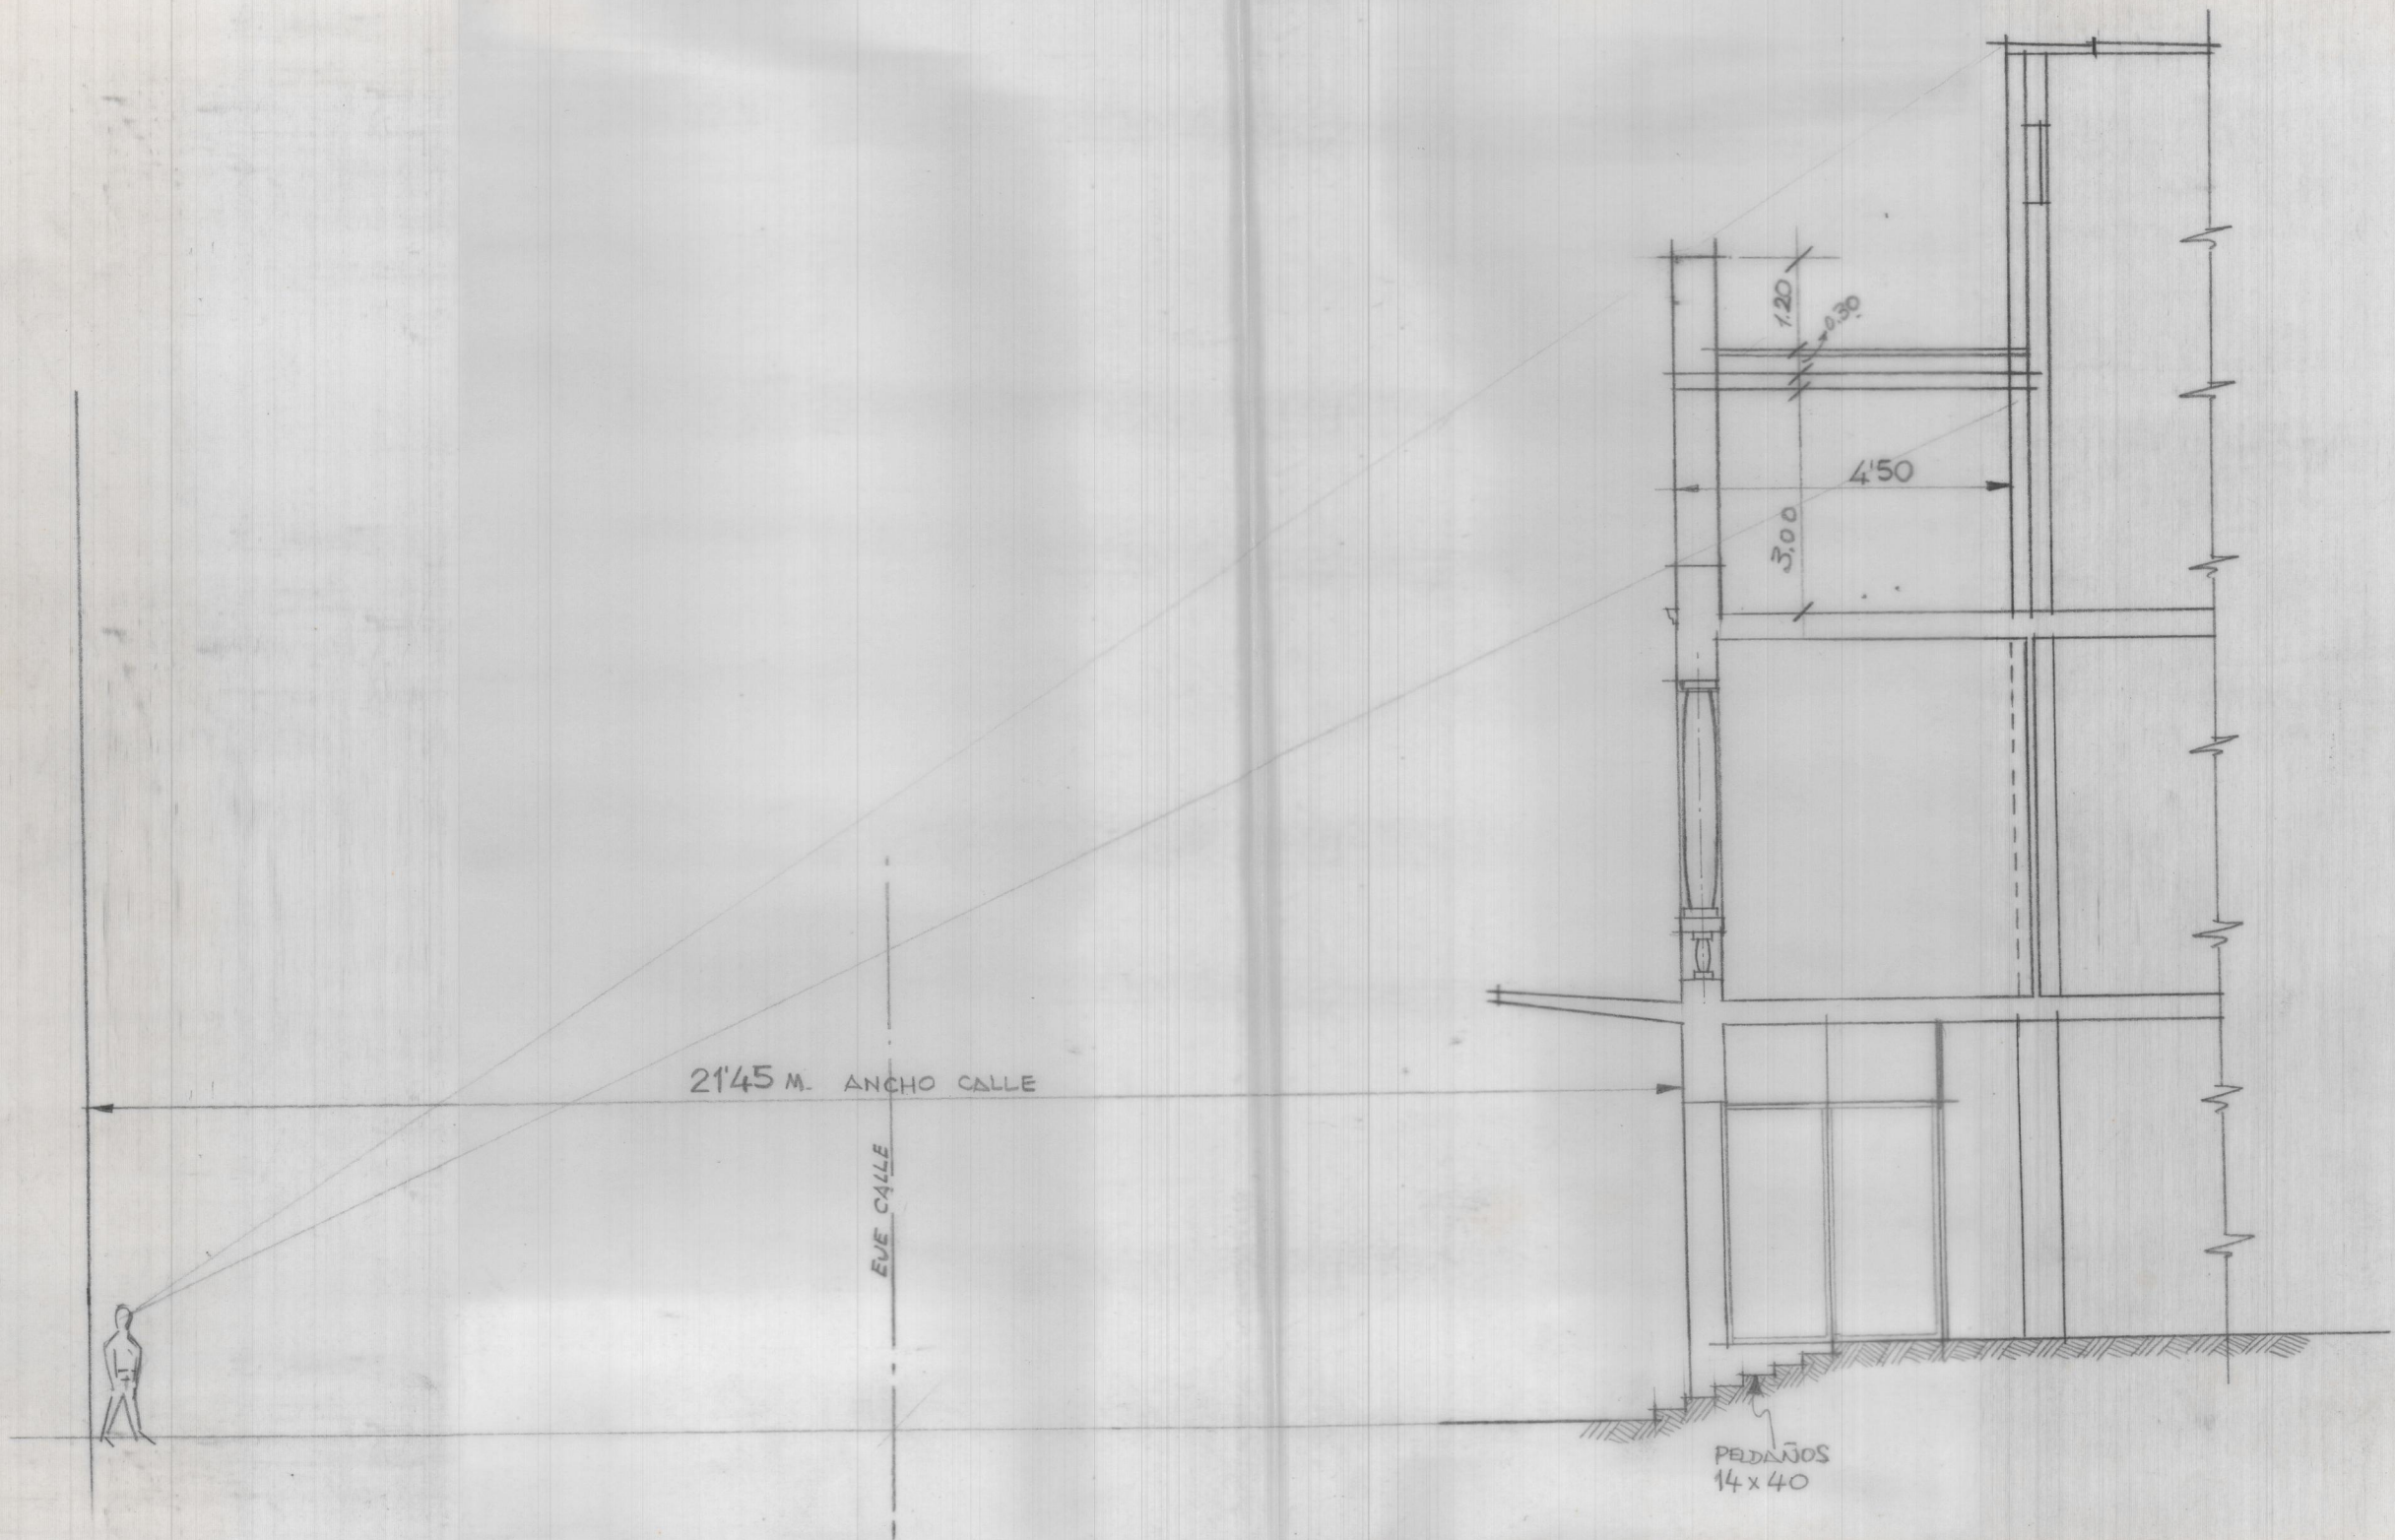 1.20
0.30
4'50
3,00
21'45 M. ANCHO CALLE
EJE CALLE
PELDAÑOS
14 x 40